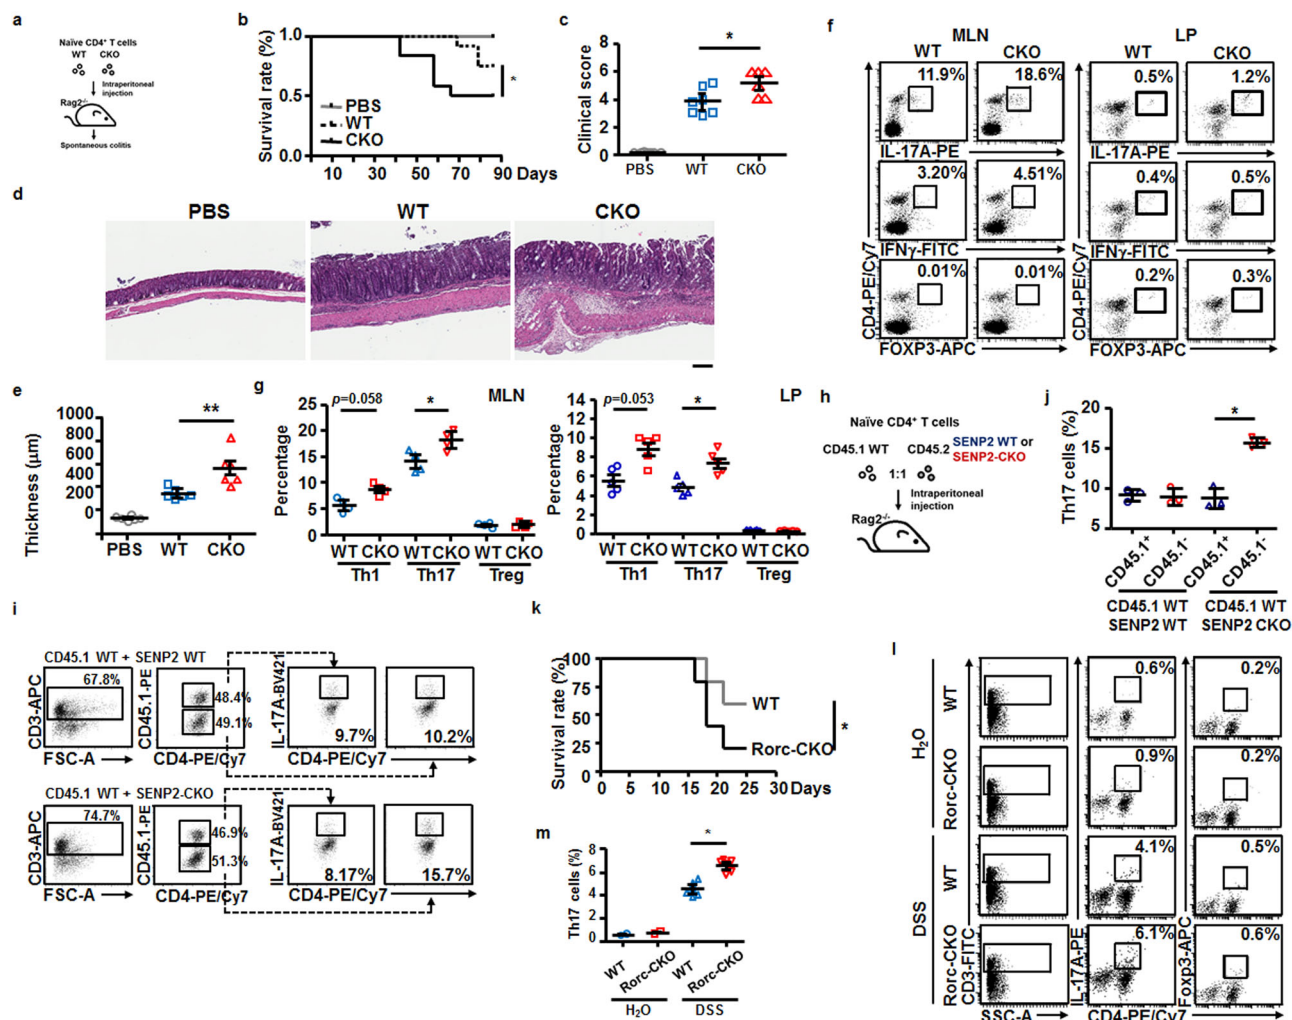 a
Naïve CD4⁺ T cells
WT CKO
Intraperitoneal
injection
Rag2⁻/⁻
Spontaneous colitis
b
Survival rate (%)
1.0
0.5
0.0
PBS
WT
CKO
*
10 30 50 70 90 Days
c
Clinical score
8
6
4
2
0
*
PBS WT CKO
d
PBS WT CKO
e
Thickness (µm)
1000
800
600
400
200
0
**
PBS WT CKO
f
MLN LP
WT CKO WT CKO
11.9% 18.6% 0.5% 1.2%
IL-17A-PE IL-17A-PE
3.20% 4.51% 0.4% 0.5%
IFNγ-FITC IFNγ-FITC
0.01% 0.01% 0.2% 0.3%
CD4-PE/Cy7 CD4-PE/Cy7
FOXP3-APC FOXP3-APC
g
MLN
Percentage
25
20
15
10
5
0
p=0.058
*
WT CKO WT CKO WT CKO
Th1 Th17 Treg
LP
Percentage
14
12
10
8
6
4
2
0
p=0.053
*
WT CKO WT CKO WT CKO
Th1 Th17 Treg
h
Naïve CD4⁺ T cells
CD45.1 WT CD45.2 SENP2 WT or
SENP2-CKO
1:1
Intraperitoneal
injection
Rag2⁻/⁻
i
CD45.1 WT + SENP2 WT
CD3-APC
67.8%
FSC-A
CD45.1-PE
48.4%
49.1%
CD4-PE/Cy7
IL-17A-BV421
9.7% 10.2%
CD4-PE/Cy7
CD45.1 WT + SENP2-CKO
CD3-APC
74.7%
FSC-A
CD45.1-PE
46.9%
51.3%
CD4-PE/Cy7
IL-17A-BV421
8.17% 15.7%
CD4-PE/Cy7
j
Th17 cells (%)
20
15
10
5
*
CD45.1⁺ CD45.1⁻ CD45.1⁺ CD45.1⁻
CD45.1 WT CD45.1 WT
SENP2 WT SENP2 CKO
k
Survival rate (%)
100
75
50
25
0
WT
Rorc-CKO
*
0 5 10 15 20 25 30 Days
l
H₂O
WT
0.6% 0.2%
Rorc-CKO
0.9% 0.2%
DSS
WT
4.1% 0.5%
Rorc-CKO
6.1% 0.6%
CD3-FITC
IL-17A-PE
Foxp3-APC
SSC-A CD4-PE/Cy7
m
Th17 cells (%)
8
6
4
2
0
*
WT Rorc-CKO WT Rorc-CKO
H₂O DSS